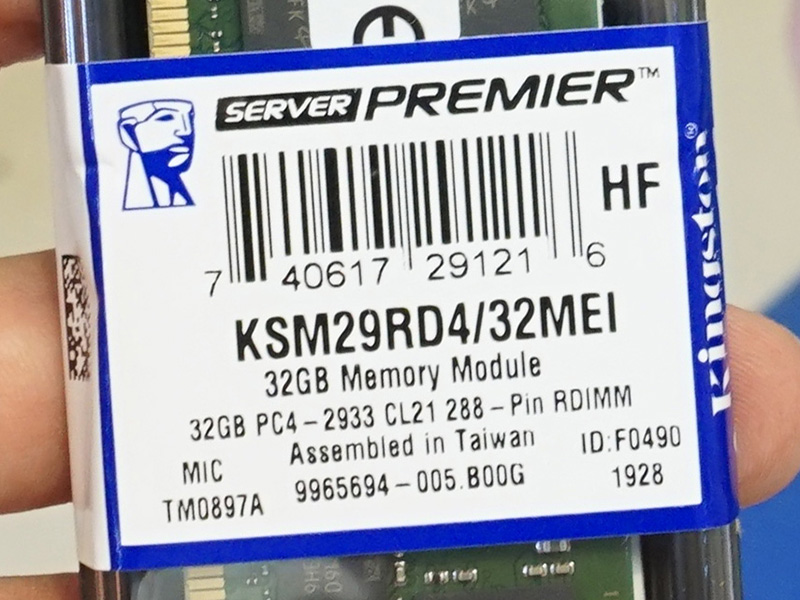 SERVER PREMIER™
HF
7 40617 29121 6
KSM29RD4/32MEI
32GB Memory Module
32GB PC4-2933 CL21 288-Pin RDIMM
Assembled in Taiwan
ID:F0490
MIC
9965694-005.B00G
1928
TM0897A
Kingston®